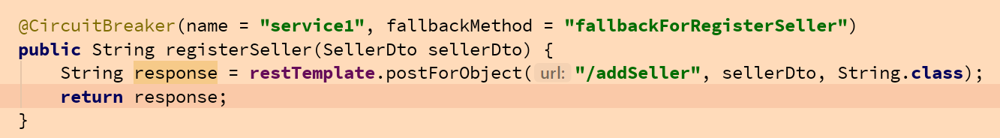 @CircuitBreaker(name = "service1", fallbackMethod = "fallbackForRegisterSeller")
public String registerSeller(SellerDto sellerDto) {
    String response = restTemplate.postForObject( url: "/addSeller", sellerDto, String.class);
    return response;
}